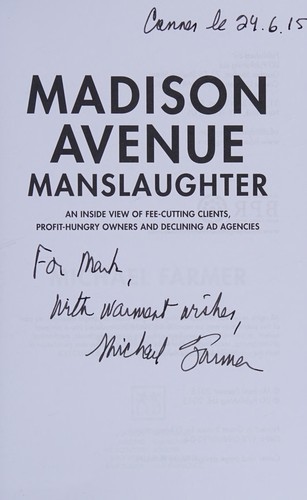 Cannes le 24.6.15
MADISON
AVENUE
MANSLAUGHTER
AN INSIDE VIEW OF FEE-CUTTING CLIENTS,
PROFIT-HUNGRY OWNERS AND DECLINING AD AGENCIES
For Mark,
With warmest wishes,
Michael Farmer